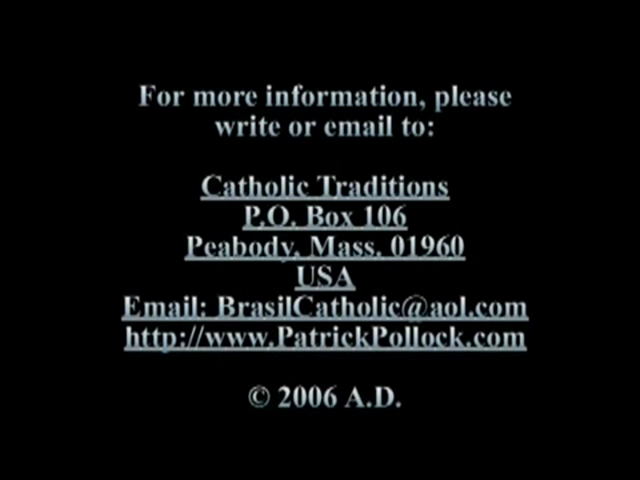 For more information, please
write or email to:
Catholic Traditions
P.O. Box 106
Peabody, Mass. 01960
USA
Email: BrasilCatholic@aol.com
http://www.PatrickPollock.com
© 2006 A.D.